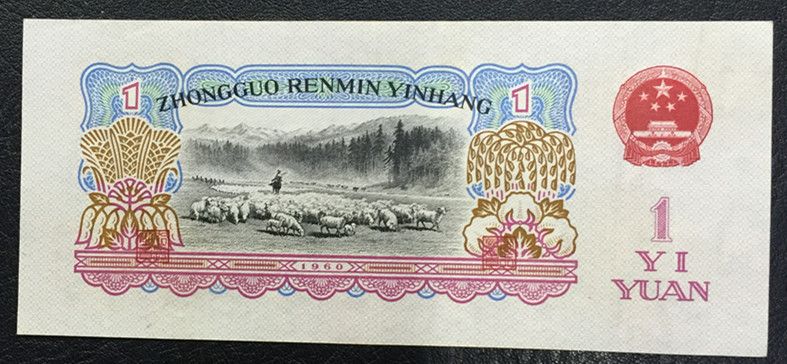 1 ZHONGGUO RENMIN YINHANG 1
1960
1
YI
YUAN